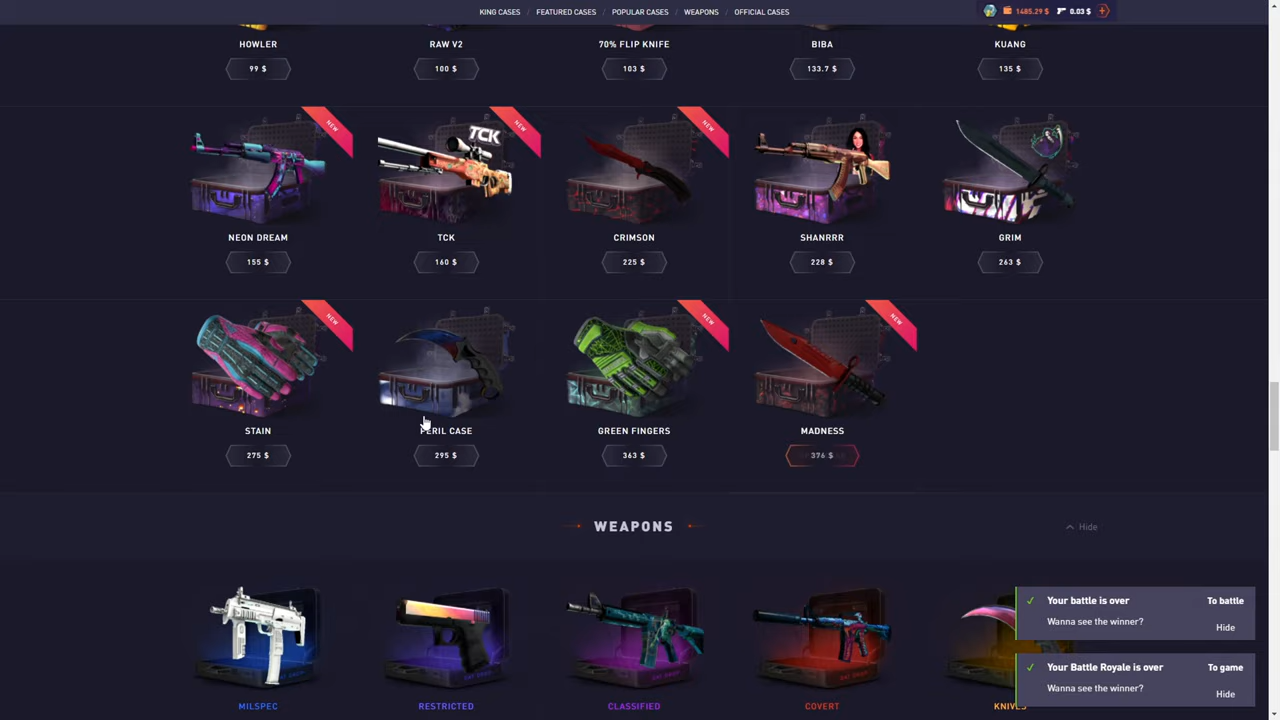 KING CASES / FEATURED CASES / POPULAR CASES / WEAPONS / OFFICIAL CASES
1485.29 $ 0.03 $
HOWLER RAW V2 70% FLIP KNIFE BIBA KUANG
99 $ 100 $ 103 $ 133.7 $ 135 $
NEW NEW NEW
TCK
NEON DREAM TCK CRIMSON SHANRRR GRIM
155 $ 160 $ 225 $ 228 $ 263 $
NEW NEW NEW
STAIN PERIL CASE GREEN FINGERS MADNESS
275 $ 295 $ 363 $ 376 $
WEAPONS
Hide
Your battle is over To battle
Wanna see the winner? Hide
Your Battle Royale is over To game
Wanna see the winner? Hide
MILSPEC RESTRICTED CLASSIFIED COVERT KNIVES